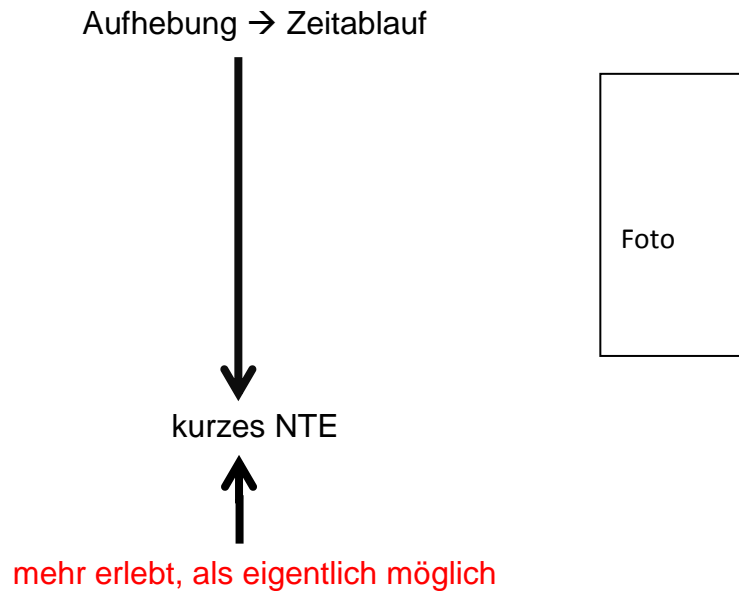 Aufhebung → Zeitablauf
Foto
kurzes NTE
mehr erlebt, als eigentlich möglich